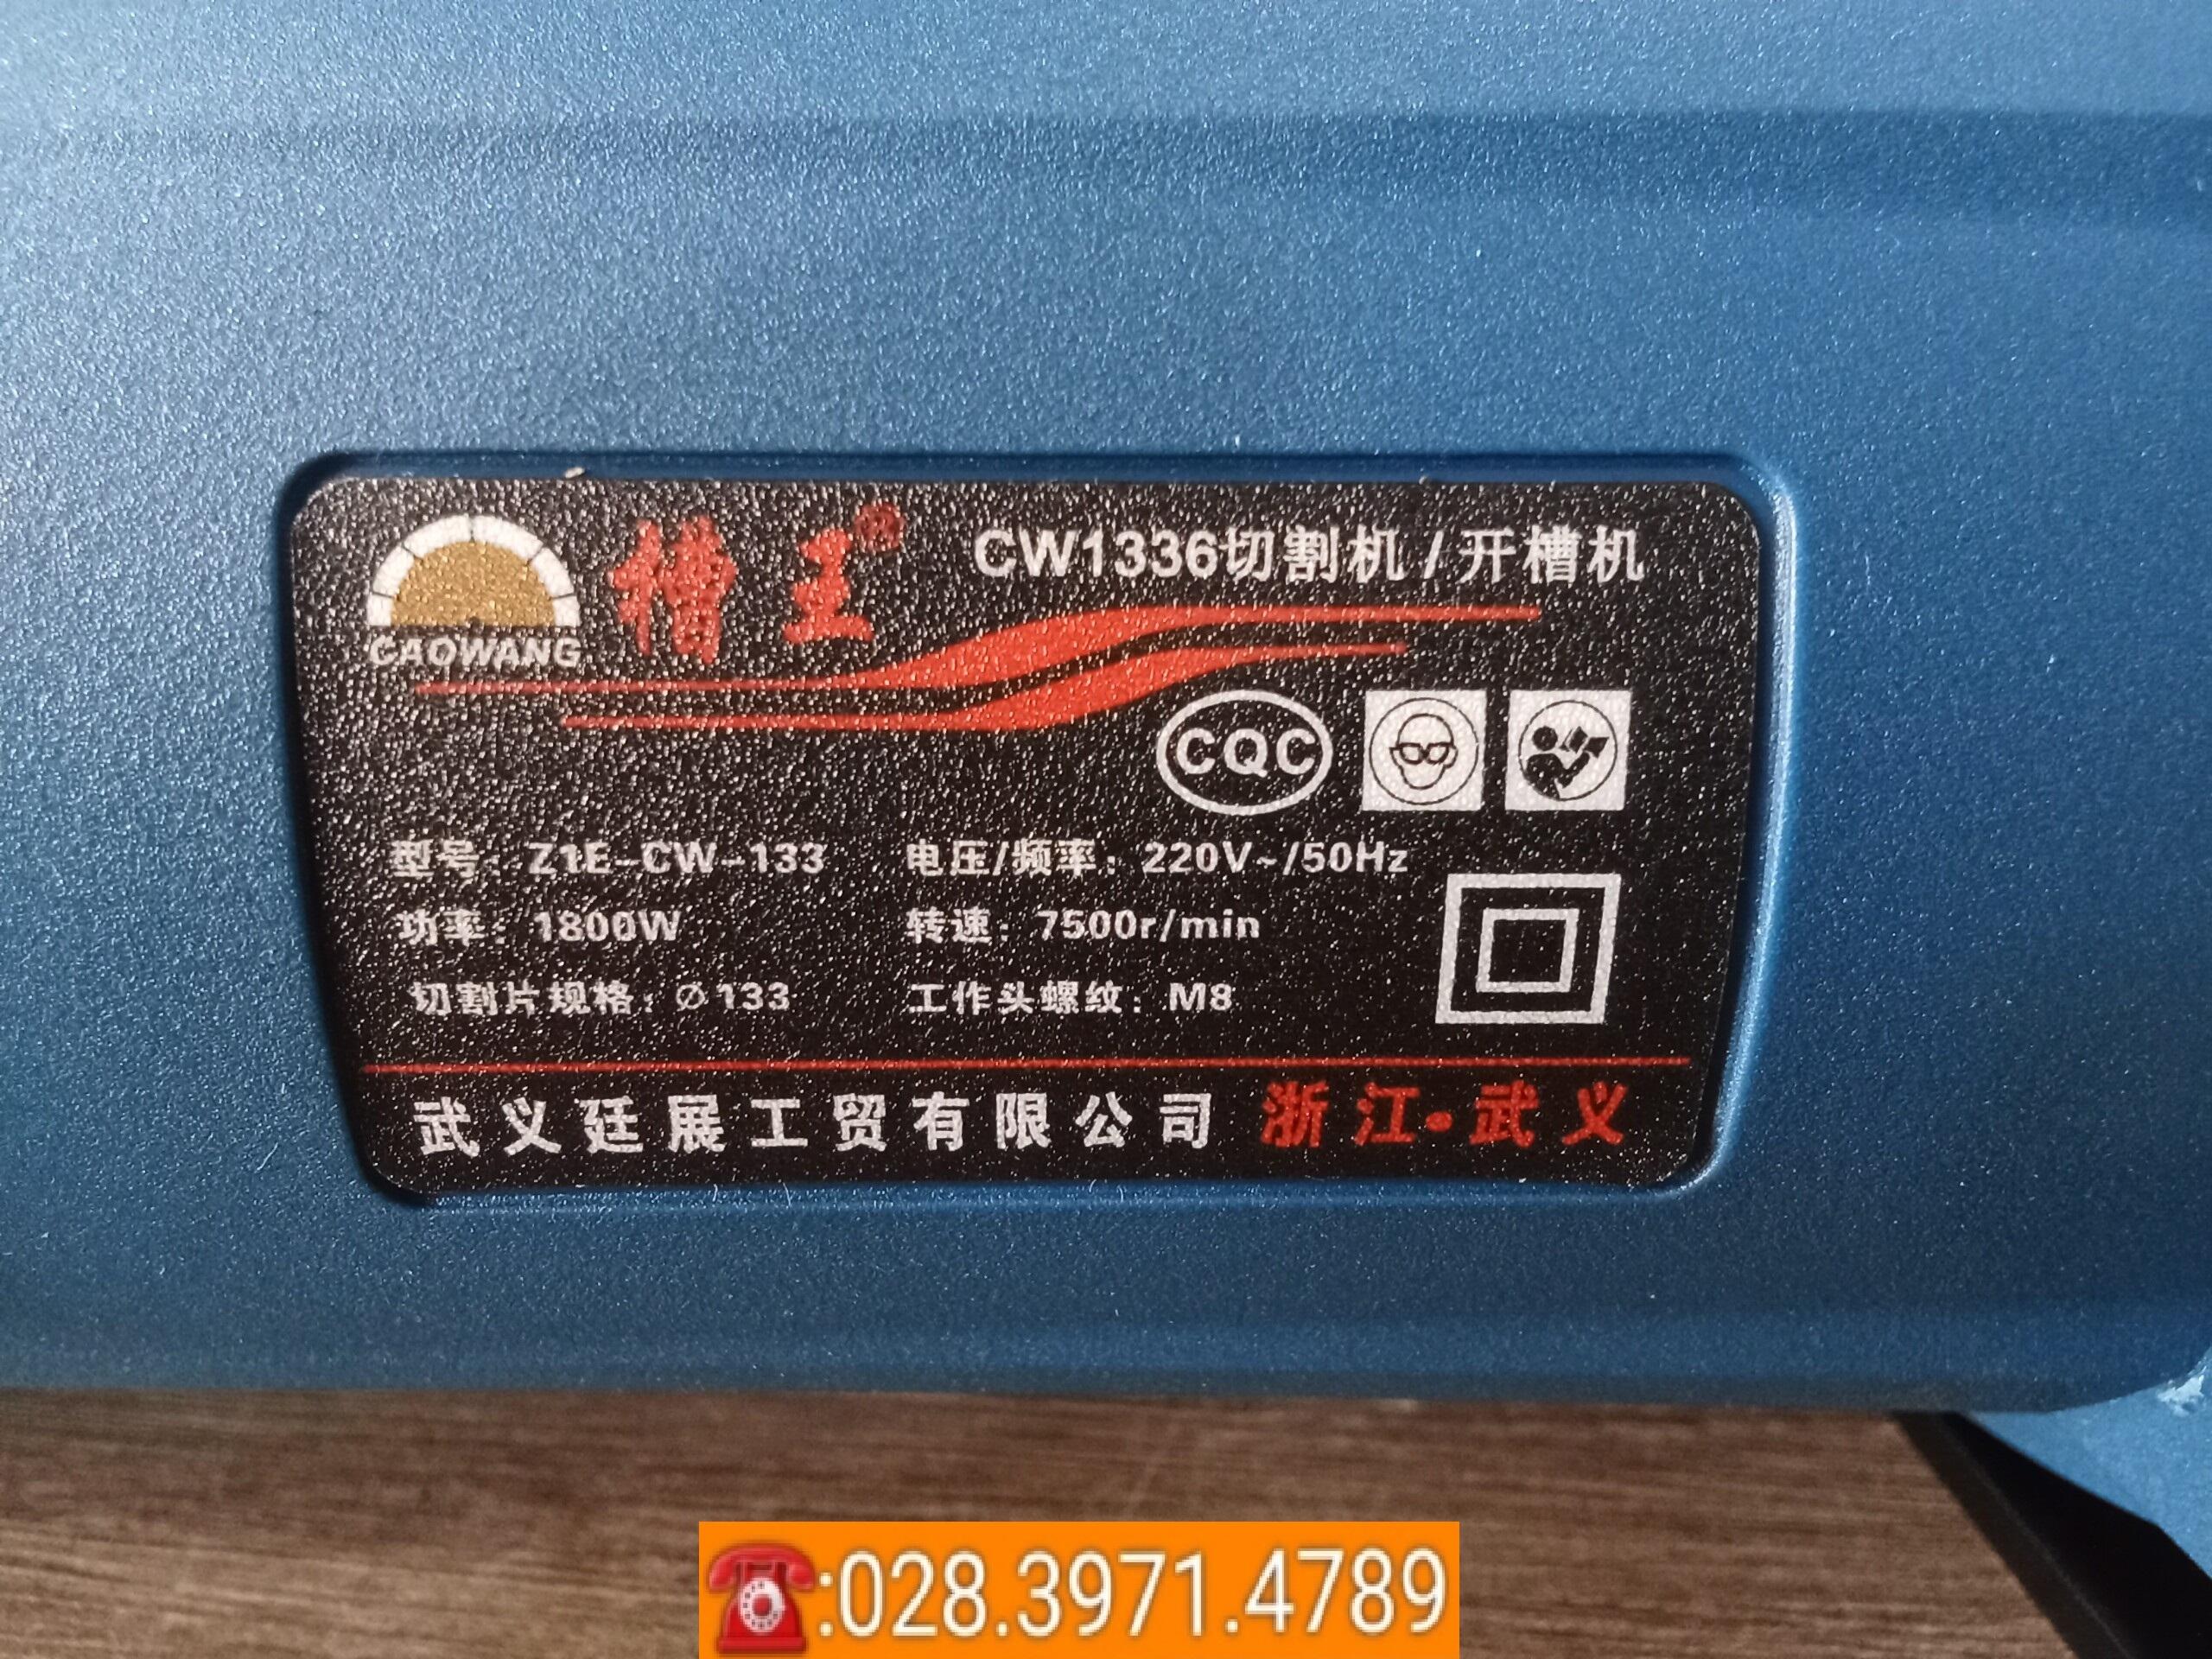 槽王®
CAOWANG
CW1336切割机/开槽机
CQC
型号: Z1E-CW-133 电压/频率: 220V~/50Hz
功率: 1800W 转速: 7500r/min
切割片规格: Ø133 工作头螺纹: M8
武义廷展工贸有限公司 浙江·武义
☎:028.3971.4789